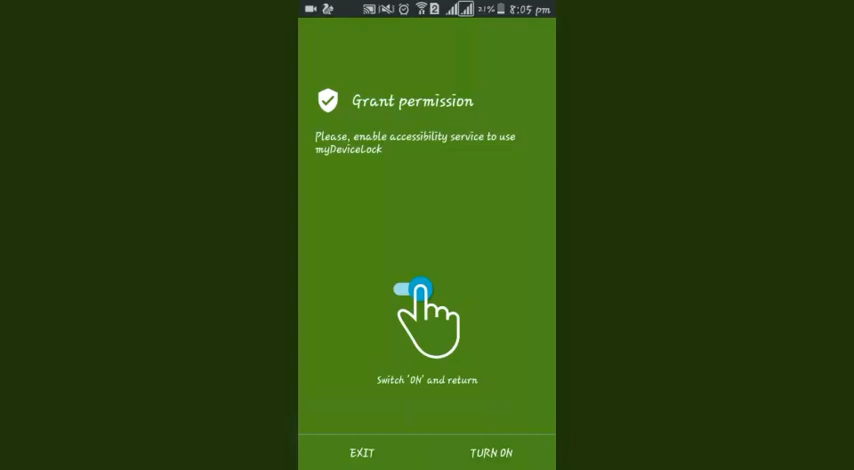 2 21% 8:05 pm
Grant permission
Please, enable accessibility service to use
myDeviceLock
Switch 'ON' and return
EXIT TURN ON